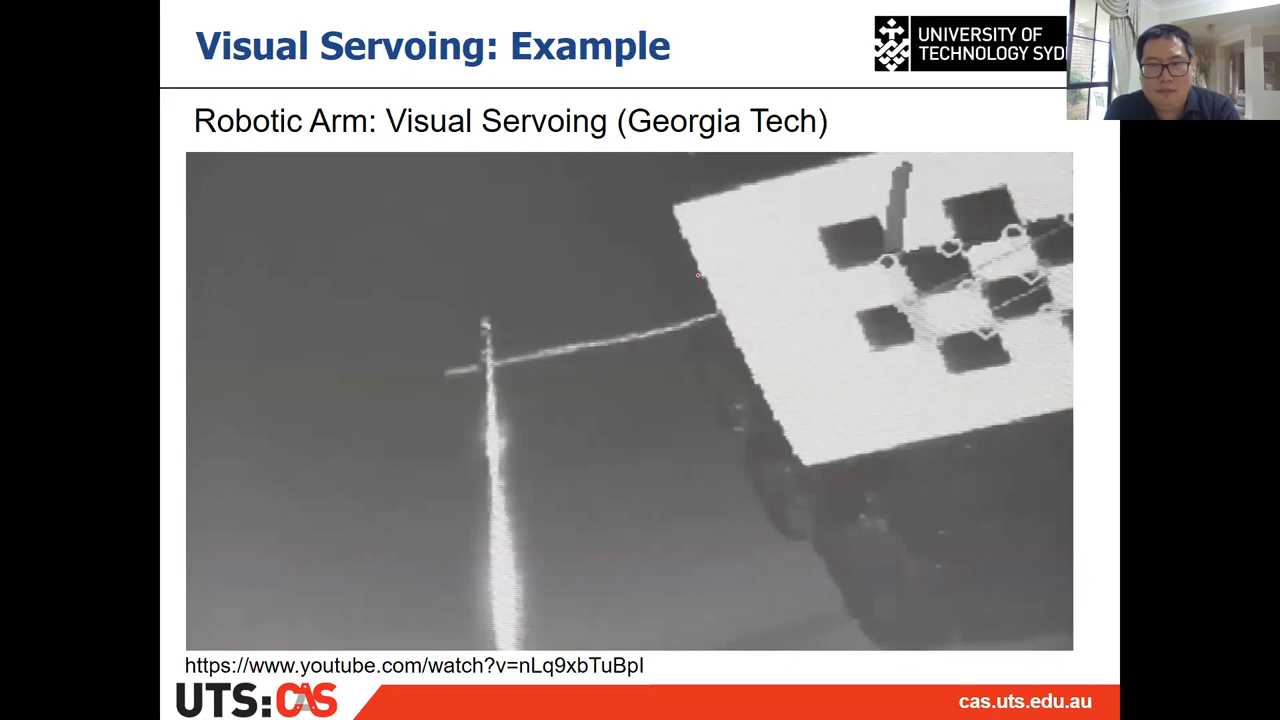 Visual Servoing: Example
UNIVERSITY OF
TECHNOLOGY SYD
Robotic Arm: Visual Servoing (Georgia Tech)
https://www.youtube.com/watch?v=nLq9xbTuBpI
UTS:CAS
cas.uts.edu.au